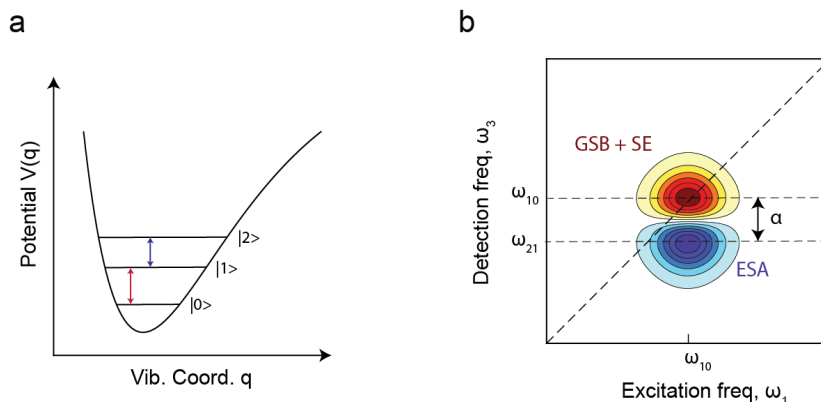 a
Potential V(q)
|2>
|1>
|0>
Vib. Coord. q
b
Detection freq, ω₃
GSB + SE
ω₁₀
α
ω₂₁
ESA
ω₁₀
Excitation freq, ω₁